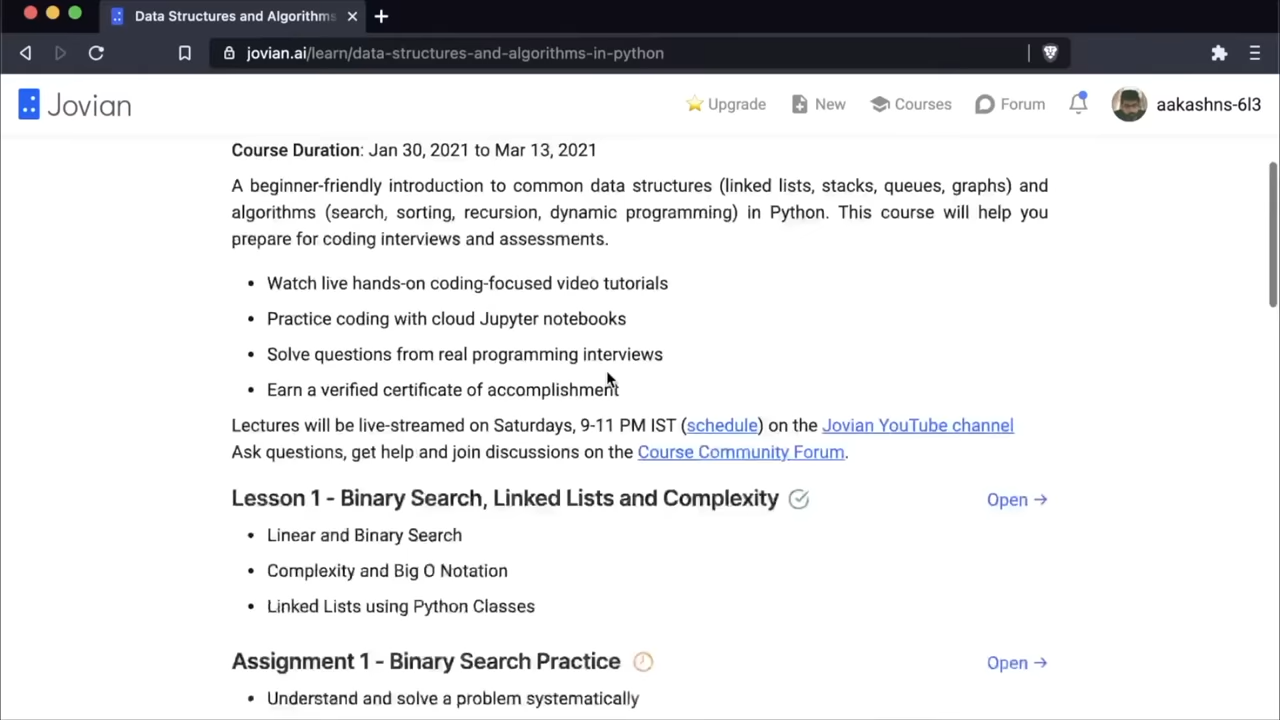 Data Structures and Algorithms
jovian.ai/learn/data-structures-and-algorithms-in-python
Jovian
Upgrade
New
Courses
Forum
aakashns-6l3
Course Duration: Jan 30, 2021 to Mar 13, 2021
A beginner-friendly introduction to common data structures (linked lists, stacks, queues, graphs) and
algorithms (search, sorting, recursion, dynamic programming) in Python. This course will help you
prepare for coding interviews and assessments.
• Watch live hands-on coding-focused video tutorials
• Practice coding with cloud Jupyter notebooks
• Solve questions from real programming interviews
• Earn a verified certificate of accomplishment
Lectures will be live-streamed on Saturdays, 9-11 PM IST (schedule) on the Jovian YouTube channel
Ask questions, get help and join discussions on the Course Community Forum.
Lesson 1 - Binary Search, Linked Lists and Complexity
Open →
• Linear and Binary Search
• Complexity and Big O Notation
• Linked Lists using Python Classes
Assignment 1 - Binary Search Practice
Open →
• Understand and solve a problem systematically